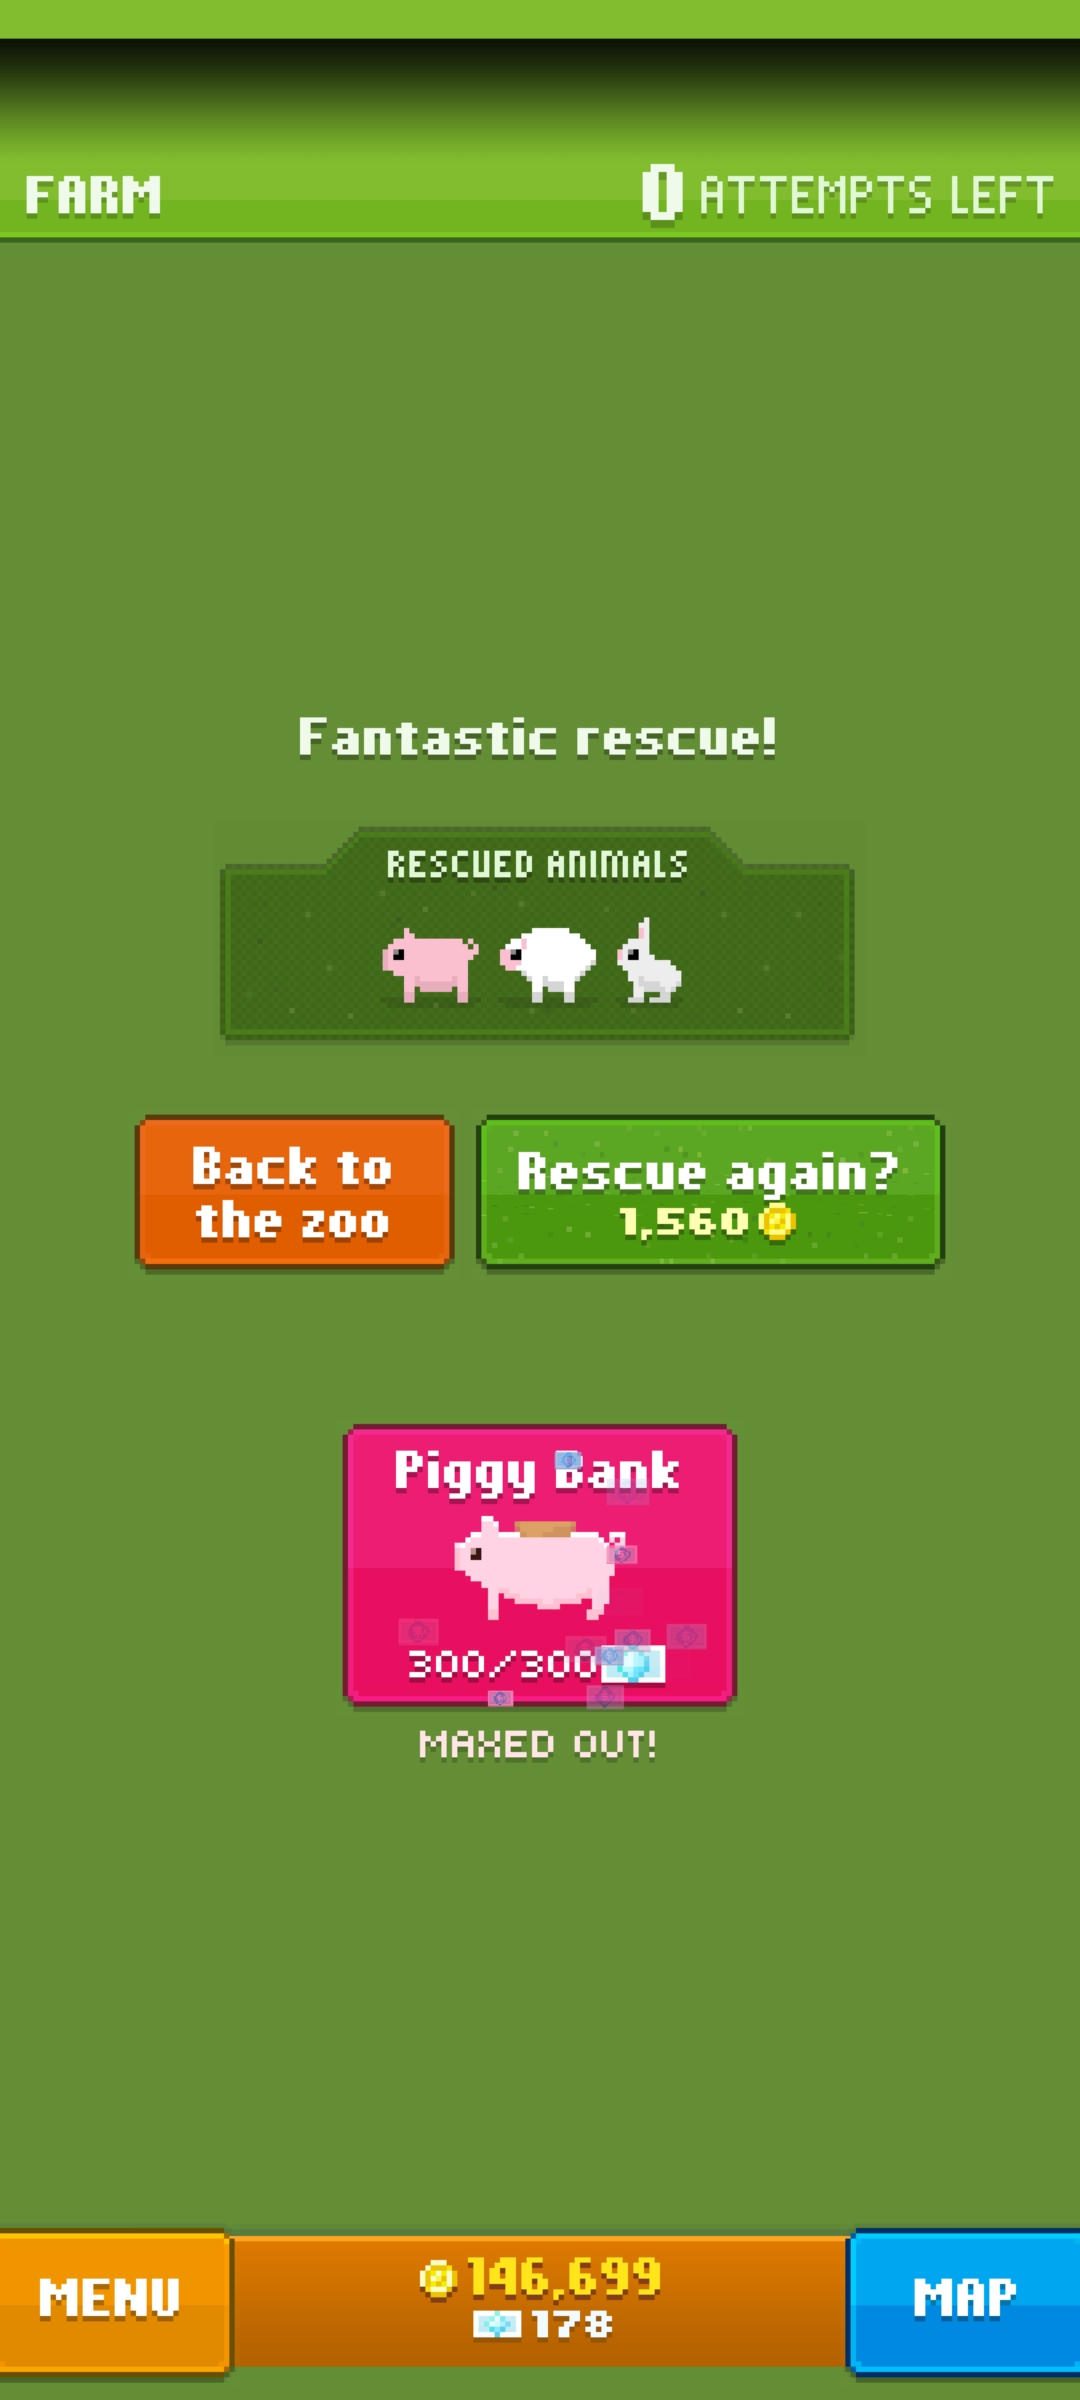 FARM
0 ATTEMPTS LEFT
Fantastic rescue!
RESCUED ANIMALS
Back to
the zoo
Rescue again?
1,560
Piggy Bank
300/300
MAXED OUT!
MENU
146,699
178
MAP